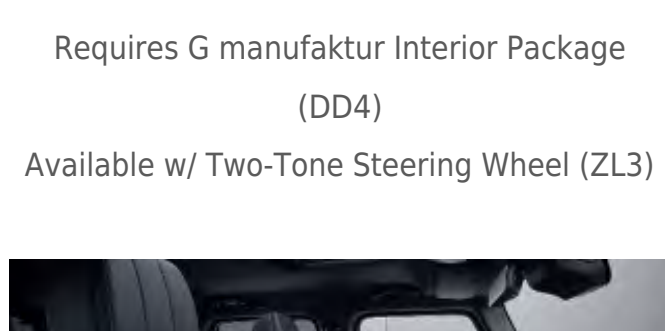 Requires G manufaktur Interior Package
(DD4)
Available w/ Two-Tone Steering Wheel (ZL3)